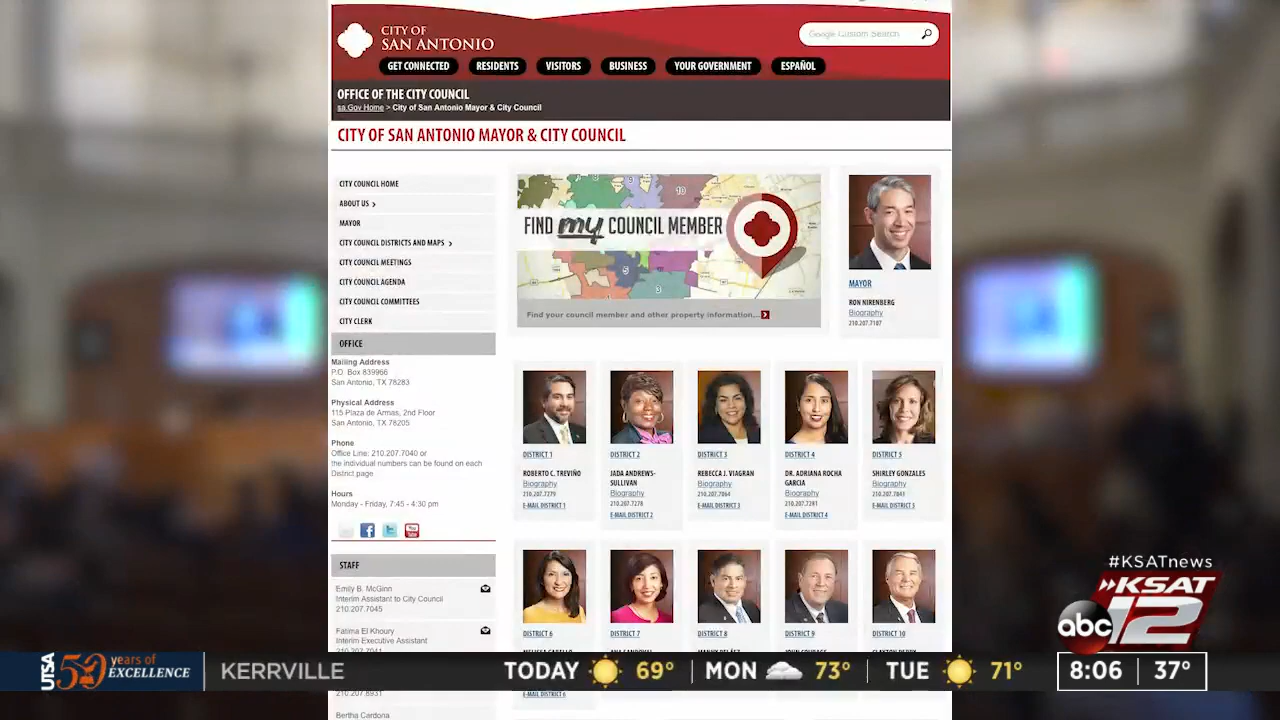 CITY OF
SAN ANTONIO
Google Custom Search
GET CONNECTED
RESIDENTS
VISITORS
BUSINESS
YOUR GOVERNMENT
ESPAÑOL
OFFICE OF THE CITY COUNCIL
sa.Gov Home > City of San Antonio Mayor & City Council
CITY OF SAN ANTONIO MAYOR & CITY COUNCIL
CITY COUNCIL HOME
ABOUT US >
MAYOR
CITY COUNCIL DISTRICTS AND MAPS >
CITY COUNCIL MEETINGS
CITY COUNCIL AGENDA
CITY COUNCIL COMMITTEES
CITY CLERK
OFFICE
Mailing Address
P.O. Box 839966
San Antonio, TX 78283
Physical Address
115 Plaza de Armas, 2nd Floor
San Antonio, TX 78205
Phone
Office Line: 210.207.7040 or
the individual numbers can be found on each
District page
Hours
Monday - Friday, 7:45 - 4:30 pm
STAFF
Emily B. McGinn
Interim Assistant to City Council
210.207.7045
Fatima El Khoury
Interim Executive Assistant
210.207.8931
Bertha Cardona
10
5
3
FIND my COUNCIL MEMBER
Find your council member and other property information...
MAYOR
RON NIRENBERG
Biography
210.207.7107
DISTRICT 1
ROBERTO C. TREVIÑO
Biography
210.207.7279
E-MAIL DISTRICT 1
DISTRICT 2
JADA ANDREWS-
SULLIVAN
Biography
210.207.7278
E-MAIL DISTRICT 2
DISTRICT 3
REBECCA J. VIAGRAN
Biography
210.207.7064
E-MAIL DISTRICT 3
DISTRICT 4
DR. ADRIANA ROCHA
GARCIA
Biography
210.207.7281
E-MAIL DISTRICT 4
DISTRICT 5
SHIRLEY GONZALES
Biography
210.207.7043
E-MAIL DISTRICT 5
DISTRICT 6
DISTRICT 7
DISTRICT 8
DISTRICT 9
DISTRICT 10
E-MAIL DISTRICT 6
#KSATnews
KSAT
abc 12
UTSA 50 years of
EXCELLENCE
KERRVILLE
TODAY 69° MON 73° TUE 71°
8:06 37°